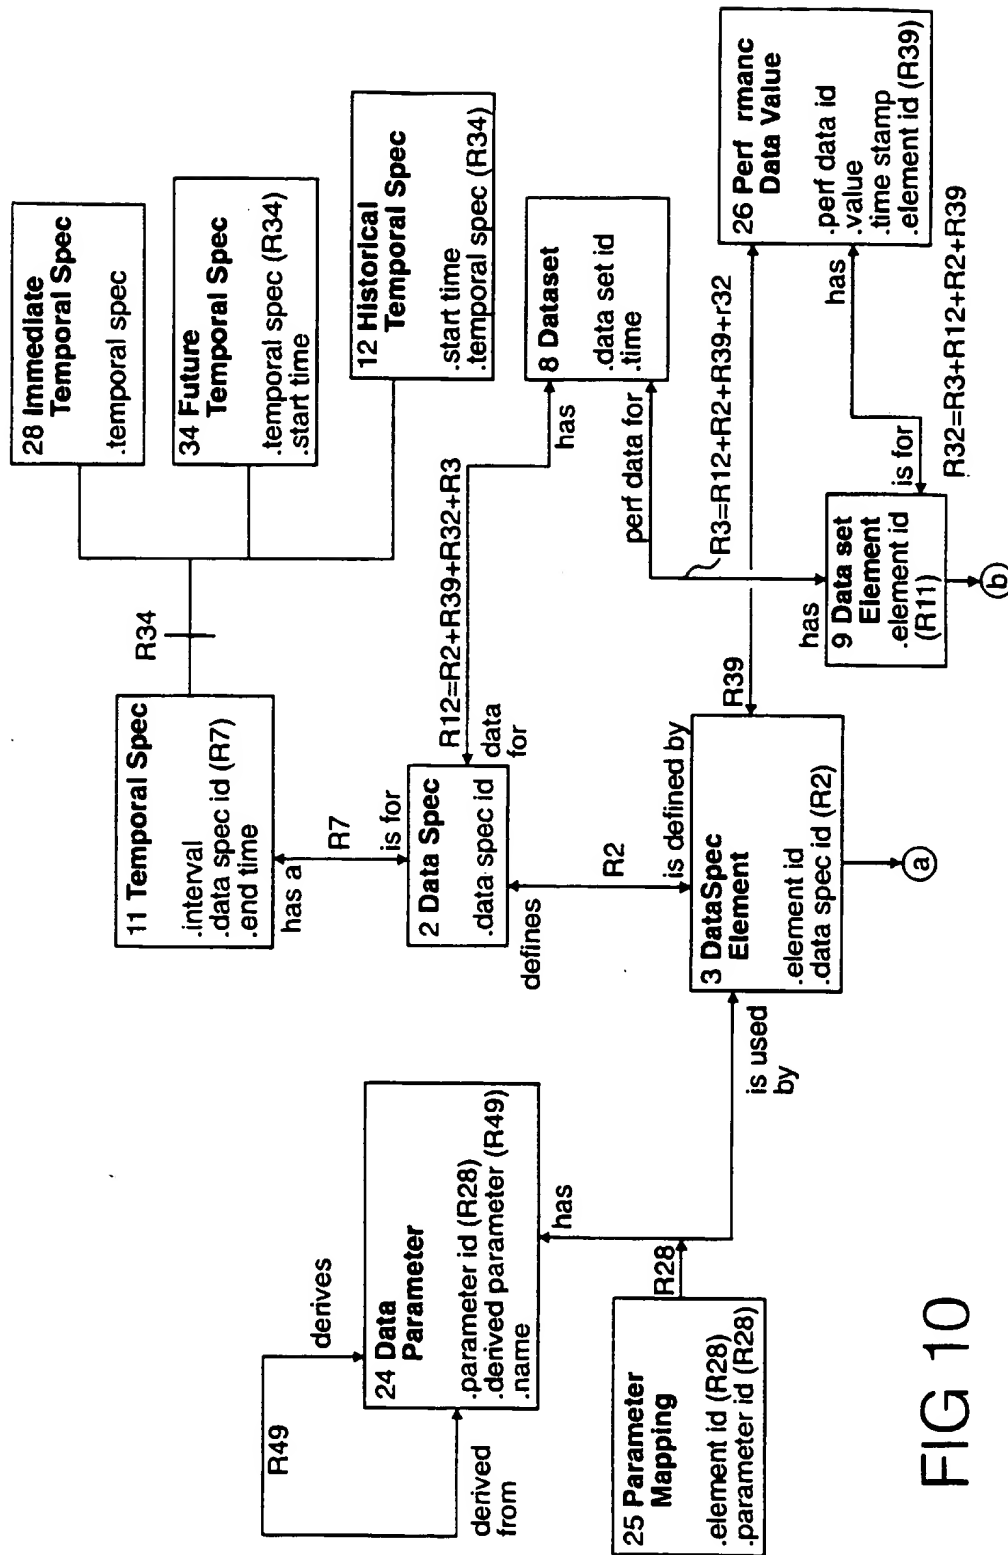 28 Immediate
Temporal Spec
.temporal spec
34 Future
Temporal Spec
.temporal spec (R34)
.start time
12 Historical
Temporal Spec
.start time
.temporal spec (R34)
R34
11 Temporal Spec
.interval
.data spec id (R7)
.end time
has a
R7
is for
2 Data Spec
.data spec id
data
for
R12=R2+R39+R32+R3
has
8 Dataset
.data set id
.time
perf data for
R3=R12+R2+R39+r32
has
9 Data set
Element
.element id
(R11)
b
is for
R32=R3+R12+R2+R39
has
26 Perf rmanc
Data Value
.perf data id
.value
.time stamp
.element id (R39)
R39
defines
R2
is defined by
3 DataSpec
Element
.element id
.data spec id (R2)
a
is used
by
R49
derives
derived
from
24 Data
Parameter
.parameter id (R28)
.derived parameter (R49)
.name
has
R28
25 Parameter
Mapping
.element id (R28)
.parameter id (R28)
FIG 10